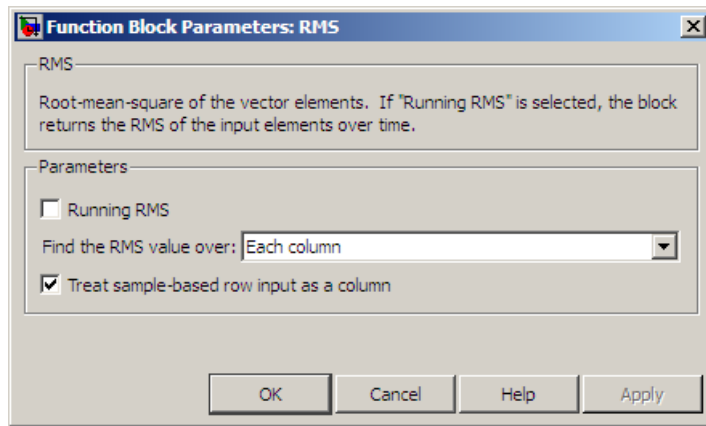 Function Block Parameters: RMS
RMS
Root-mean-square of the vector elements.  If "Running RMS" is selected, the block
returns the RMS of the input elements over time.
Parameters
Running RMS
Find the RMS value over: Each column
Treat sample-based row input as a column
OK Cancel Help Apply